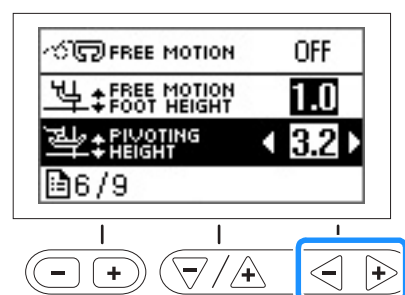 FREE MOTION OFF
FREE MOTION
FOOT HEIGHT 1.0
PIVOTING
HEIGHT 3.2
6/9
- + - / + - +